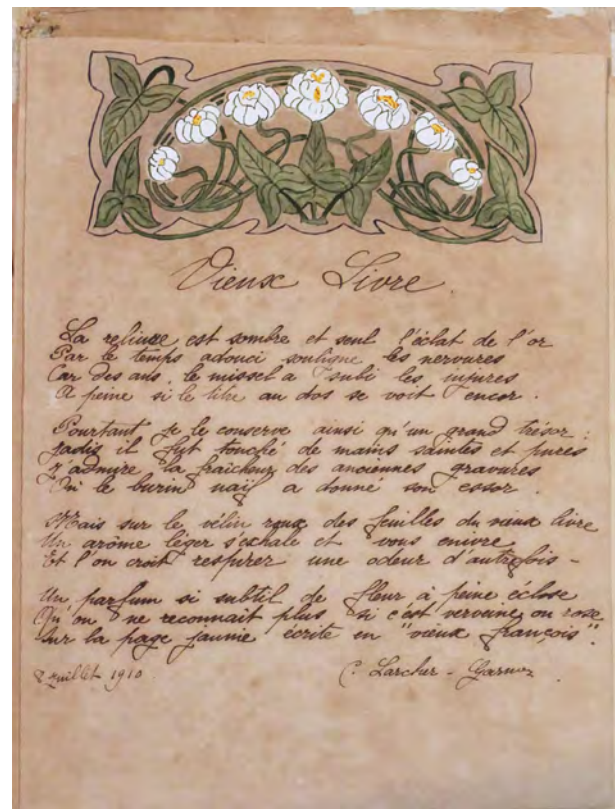 Vieux Livre.
La reliure est sombre et seul l'éclat de l'or
Par le temps adouci souligne les nervures
Car des ans, le missel a subi les injures
A peine si le titre au dos se voit encor.
Pourtant je le conserve ainsi qu'un grand trésor :
Jadis il fut touché de mains saintes et pures
J'admire la fraîcheur des anciennes gravures
Où le burin naïf a donné son essor.
Mais sur le vélin roux des feuilles du vieux livre
Un arôme léger s'exhale et vous enivre
Et l'on croit respirer une odeur d'autrefois -
Un parfum si subtil de fleur à peine éclose
Qu'on ne reconnait plus si c'est verveine ou rose
Sur la page jaunie écrite en "vieux françois".
Juillet 1910
C. Larcher-